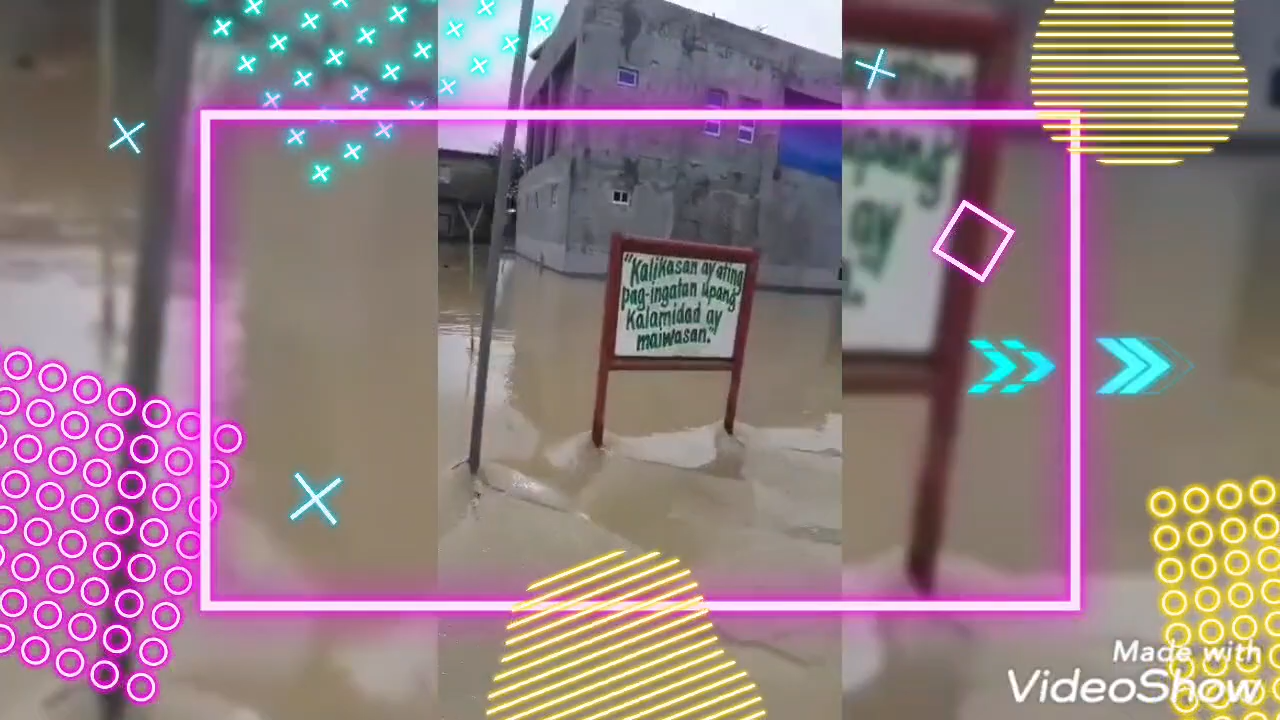 "Kalikasan ay ating
pag-ingatan upang
Kalamidad ay
maiwasan."
Made with
VideoShow